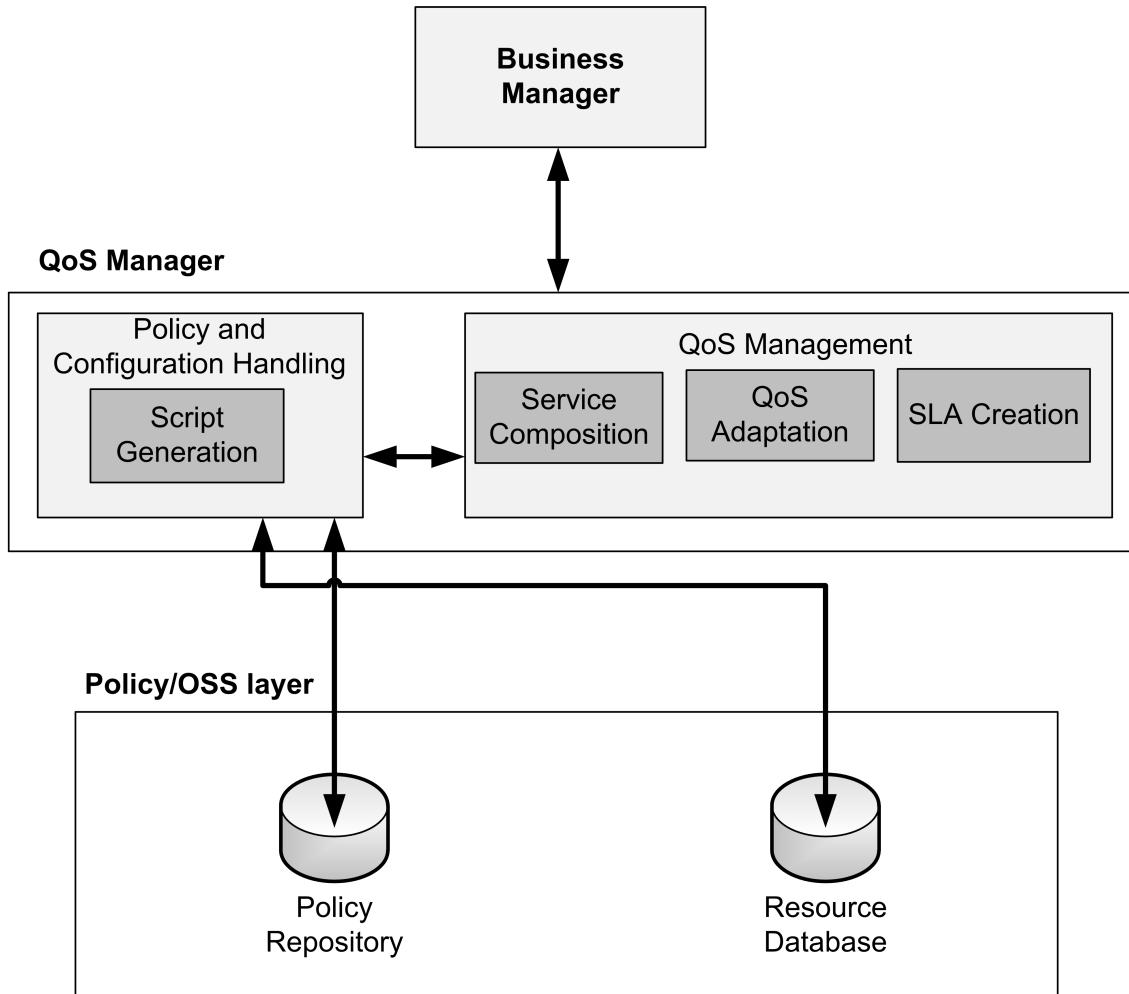 Business
Manager
QoS Manager
Policy and
Configuration Handling
Script
Generation
QoS Management
Service
Composition
QoS
Adaptation
SLA Creation
Policy/OSS layer
Policy
Repository
Resource
Database